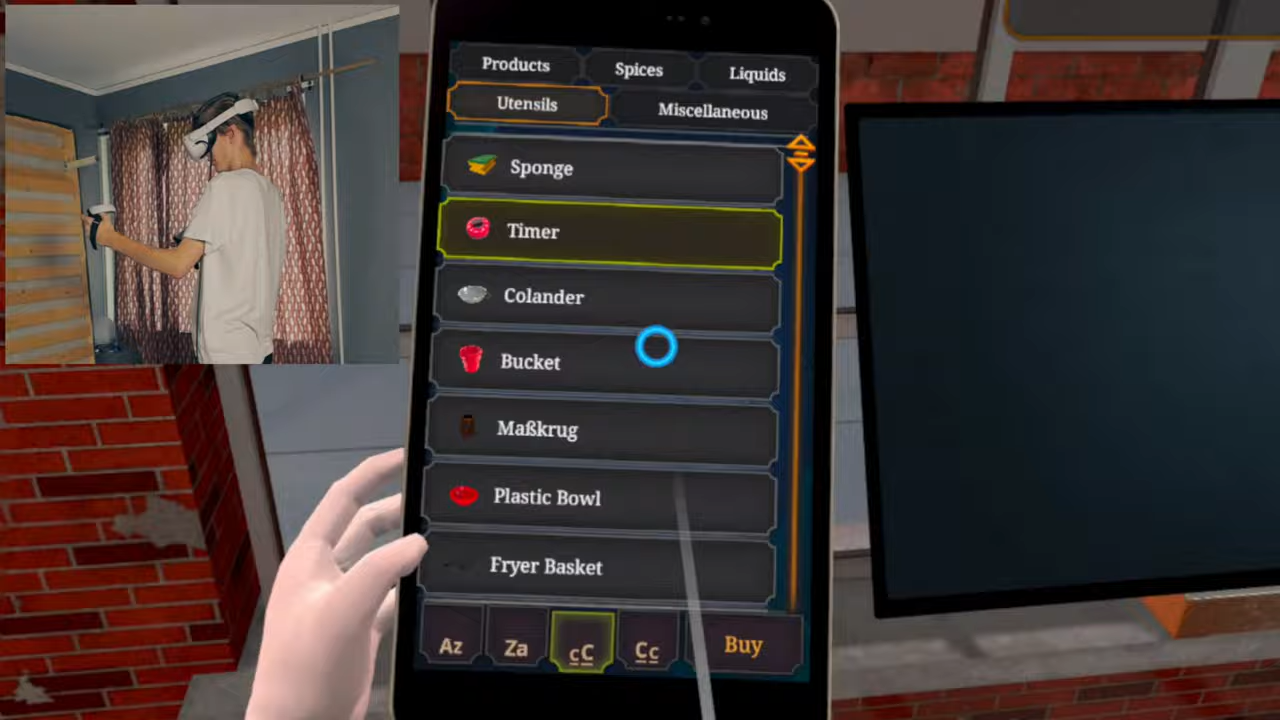 Products Spices Liquids
Utensils Miscellaneous
Sponge
Timer
Colander
Bucket
Maßkrug
Plastic Bowl
Fryer Basket
Az Za cC Cc Buy